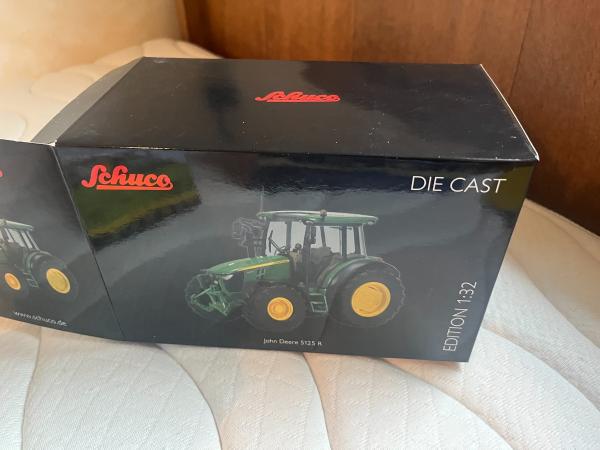 Schuco
Schuco
DIE CAST
EDITION 1:32
John Deere 5125 R
www.schuco.de